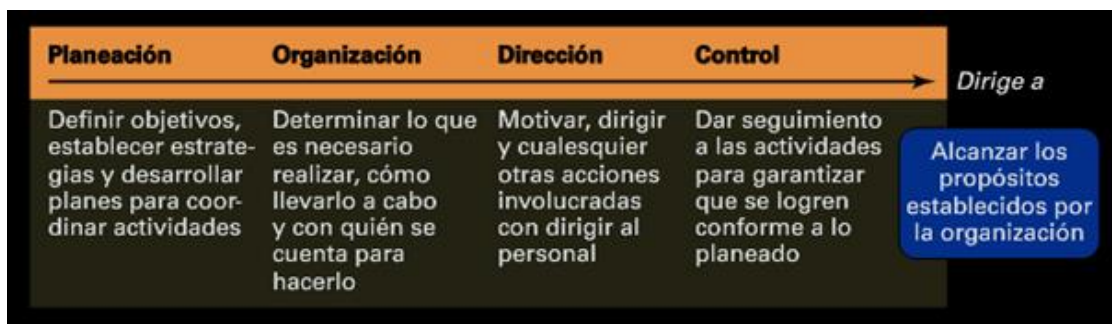 Planeación
Organización
Dirección
Control
Dirige a
Definir objetivos,
establecer estrate-
gias y desarrollar
planes para coor-
dinar actividades
Determinar lo que
es necesario
realizar, cómo
llevarlo a cabo
y con quién se
cuenta para
hacerlo
Motivar, dirigir
y cualesquier
otras acciones
involucradas
con dirigir al
personal
Dar seguimiento
a las actividades
para garantizar
que se logren
conforme a lo
planeado
Alcanzar los
propósitos
establecidos por
la organización